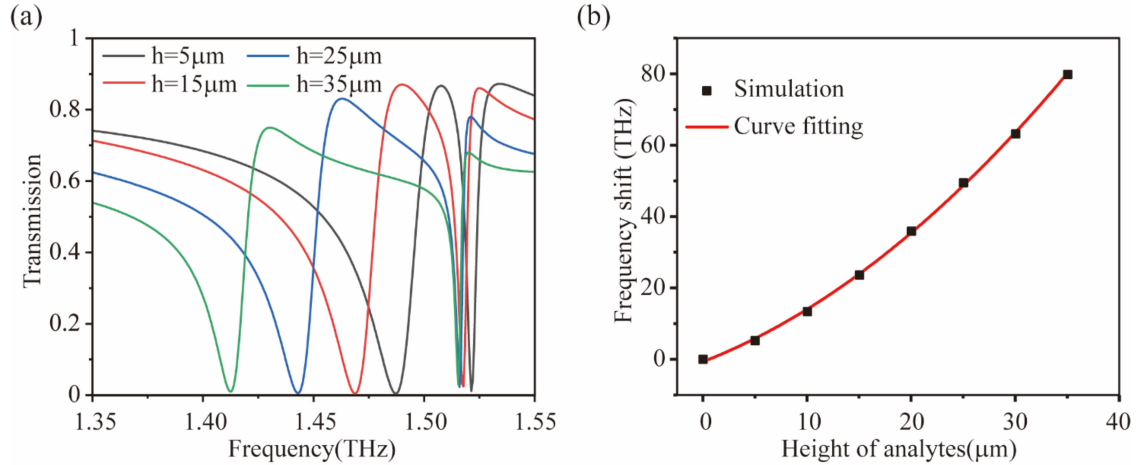 (a)
h=5μm
h=25μm
h=15μm
h=35μm
Transmission
1
0.8
0.6
0.4
0.2
0
1.35
1.40
1.45
1.50
1.55
Frequency(THz)
(b)
Simulation
Curve fitting
Frequency shift (THz)
80
60
40
20
0
0
10
20
30
40
Height of analytes(μm)